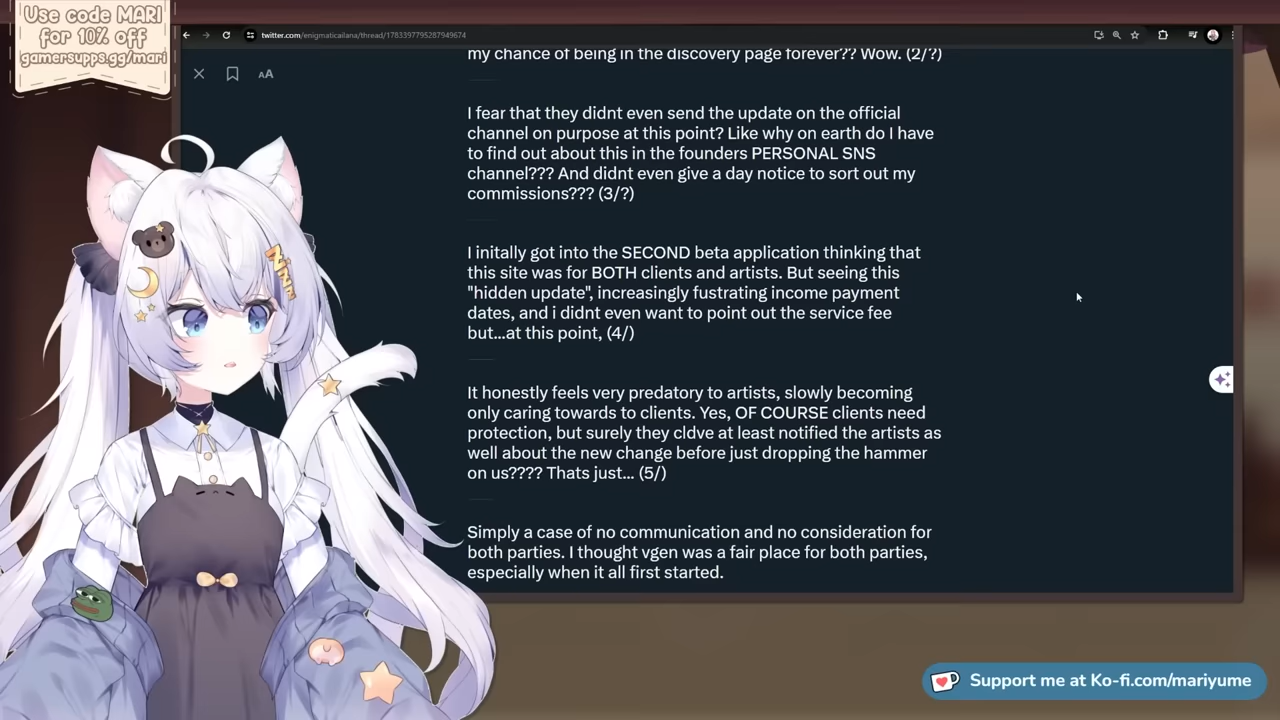 Use code MARI
for 10% off
gamersupps.gg/mari
twitter.com/enigmaticailana/thread/1783397795287949674
AA
my chance of being in the discovery page forever?? Wow. (2/?)
I fear that they didnt even send the update on the official
channel on purpose at this point? Like why on earth do I have
to find out about this in the founders PERSONAL SNS
channel??? And didnt even give a day notice to sort out my
commissions??? (3/?)
I initally got into the SECOND beta application thinking that
this site was for BOTH clients and artists. But seeing this
"hidden update", increasingly fustrating income payment
dates, and i didnt even want to point out the service fee
but...at this point, (4/)
It honestly feels very predatory to artists, slowly becoming
only caring towards to clients. Yes, OF COURSE clients need
protection, but surely they cldve at least notified the artists as
well about the new change before just dropping the hammer
on us???? Thats just... (5/)
Simply a case of no communication and no consideration for
both parties. I thought vgen was a fair place for both parties,
especially when it all first started.
ZZZ
Support me at Ko-fi.com/mariyume